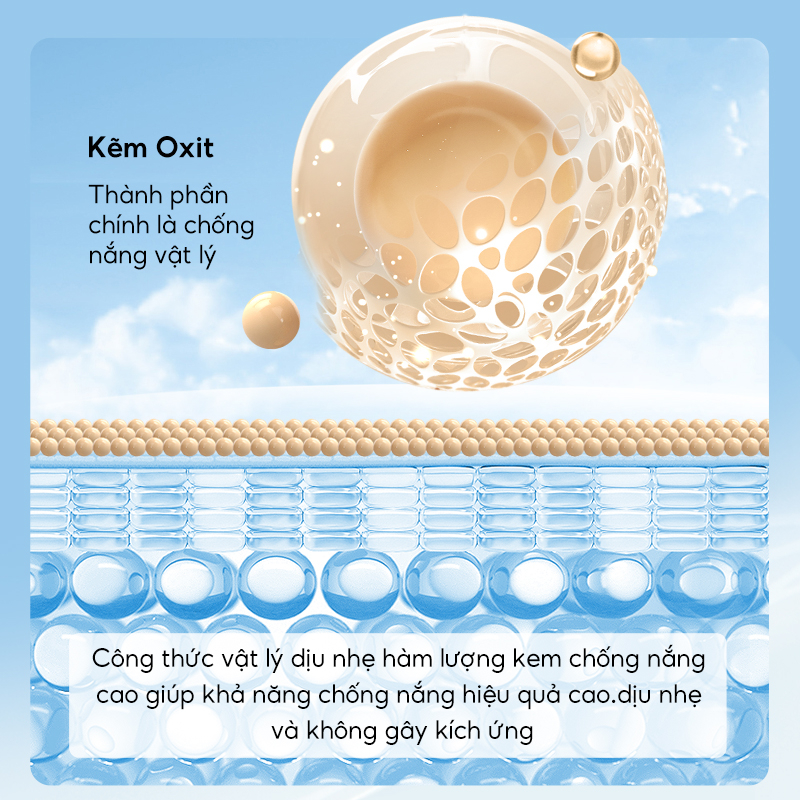 Kẽm Oxit
Thành phần
chính là chống
nắng vật lý
Công thức vật lý dịu nhẹ hàm lượng kem chống nắng
cao giúp khả năng chống nắng hiệu quả cao.dịu nhẹ
và không gây kích ứng